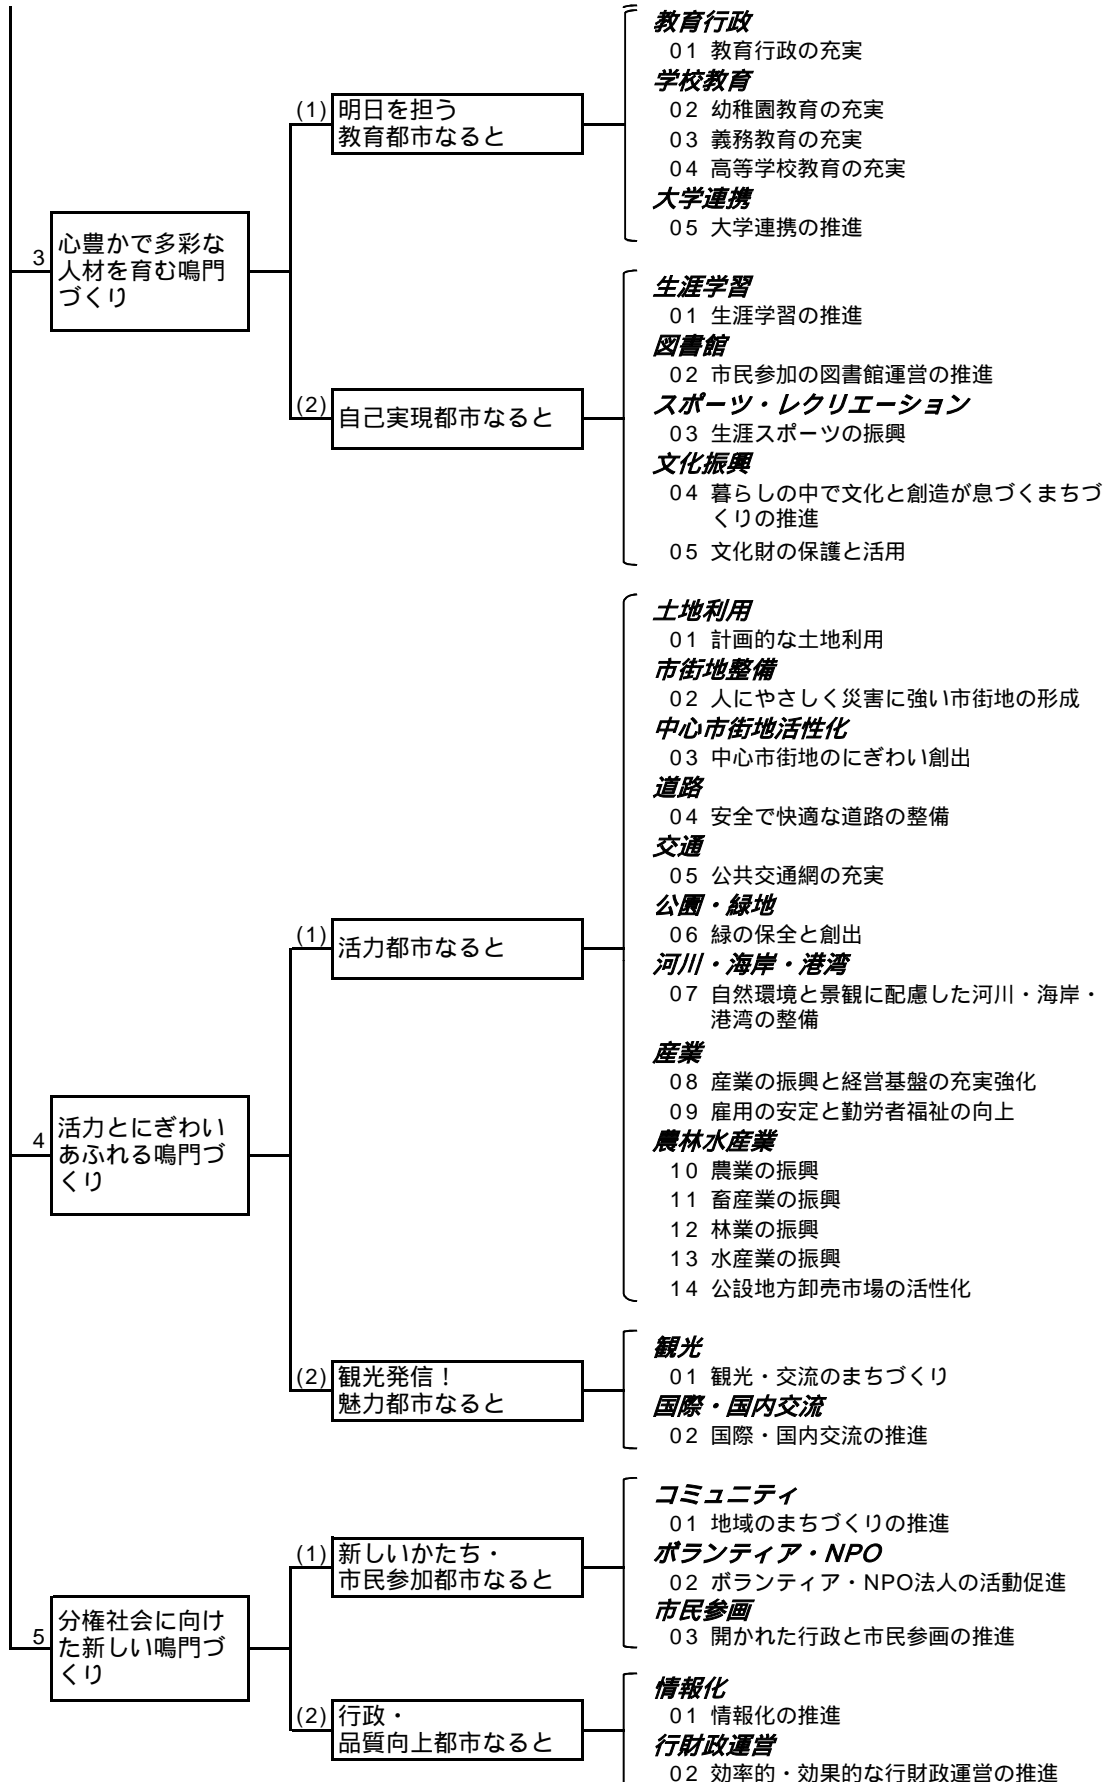 3
心豊かで多彩な
人材を育む鳴門
づくり
(1)
明日を担う
教育都市なると
教育行政
01 教育行政の充実
学校教育
02 幼稚園教育の充実
03 義務教育の充実
04 高等学校教育の充実
大学連携
05 大学連携の推進
(2)
自己実現都市なると
生涯学習
01 生涯学習の推進
図書館
02 市民参加の図書館運営の推進
スポーツ・レクリエーション
03 生涯スポーツの振興
文化振興
04 暮らしの中で文化と創造が息づくまちづ
くりの推進
05 文化財の保護と活用
4
活力とにぎわい
あふれる鳴門づ
くり
(1)
活力都市なると
土地利用
01 計画的な土地利用
市街地整備
02 人にやさしく災害に強い市街地の形成
中心市街地活性化
03 中心市街地のにぎわい創出
道路
04 安全で快適な道路の整備
交通
05 公共交通網の充実
公園・緑地
06 緑の保全と創出
河川・海岸・港湾
07 自然環境と景観に配慮した河川・海岸・
港湾の整備
産業
08 産業の振興と経営基盤の充実強化
09 雇用の安定と勤労者福祉の向上
農林水産業
10 農業の振興
11 畜産業の振興
12 林業の振興
13 水産業の振興
14 公設地方卸売市場の活性化
(2)
観光発信!
魅力都市なると
観光
01 観光・交流のまちづくり
国際・国内交流
02 国際・国内交流の推進
5
分権社会に向け
た新しい鳴門づ
くり
(1)
新しいかたち・
市民参加都市なると
コミュニティ
01 地域のまちづくりの推進
ボランティア・NPO
02 ボランティア・NPO法人の活動促進
市民参画
03 開かれた行政と市民参画の推進
(2)
行政・
品質向上都市なると
情報化
01 情報化の推進
行財政運営
02 効率的・効果的な行財政運営の推進